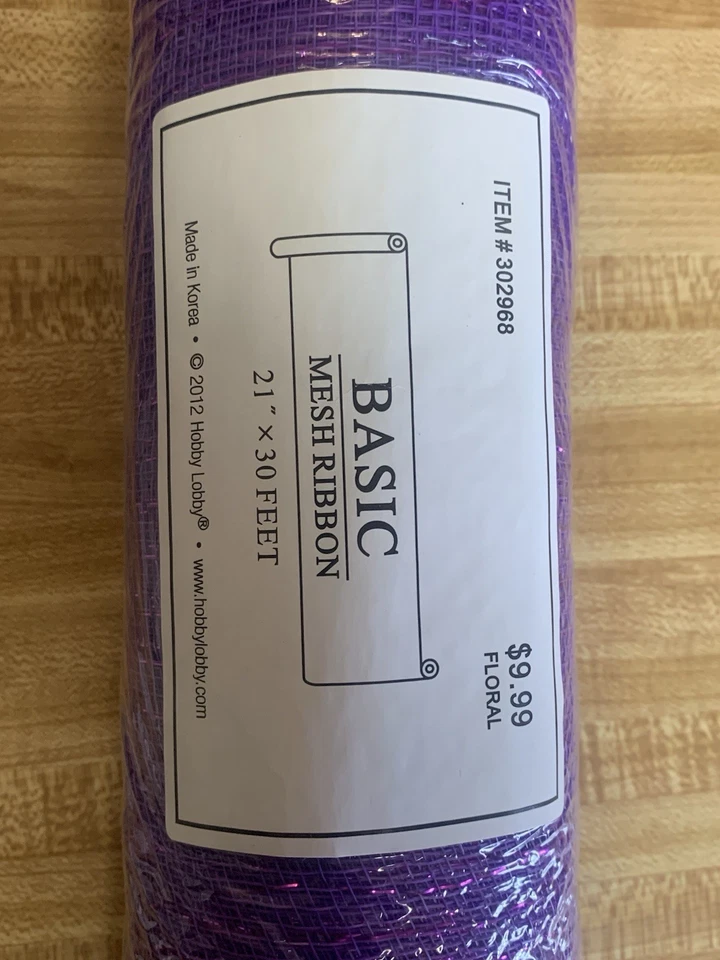 ITEM # 302968
$9.99
FLORAL
BASIC
MESH RIBBON
21" × 30 FEET
Made in Korea • © 2012 Hobby Lobby® • www.hobbylobby.com